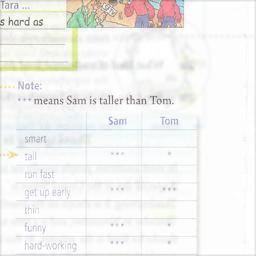 Tara ...
s hard as
Note:
*** means Sam is taller than Tom.
Sam Tom
smart
tall *** *
run fast
get up early *** ***
thin
funny *** *
hard-working *** *